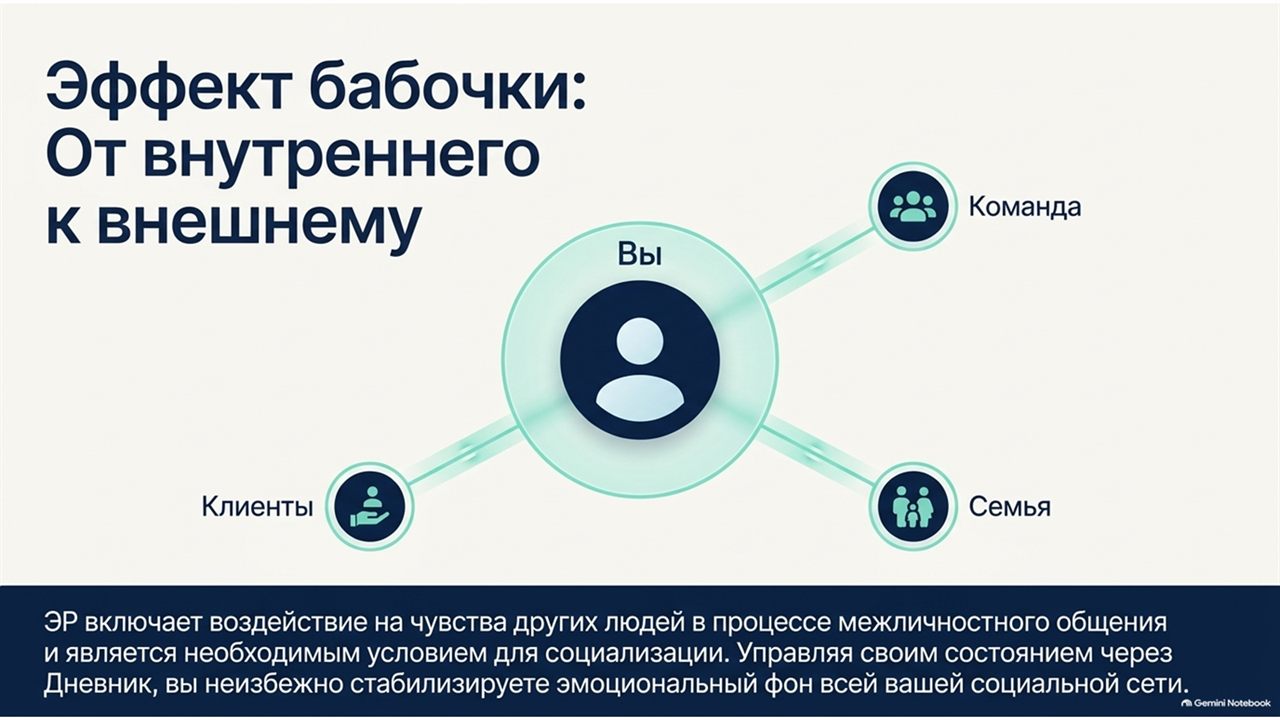 Эффект бабочки:
От внутреннего
к внешнему
Вы
Команда
Клиенты
Семья
ЭР включает воздействие на чувства других людей в процессе межличностного общения
и является необходимым условием для социализации. Управляя своим состоянием через
Дневник, вы неизбежно стабилизируете эмоциональный фон всей вашей социальной сети.
Gemini Notebook